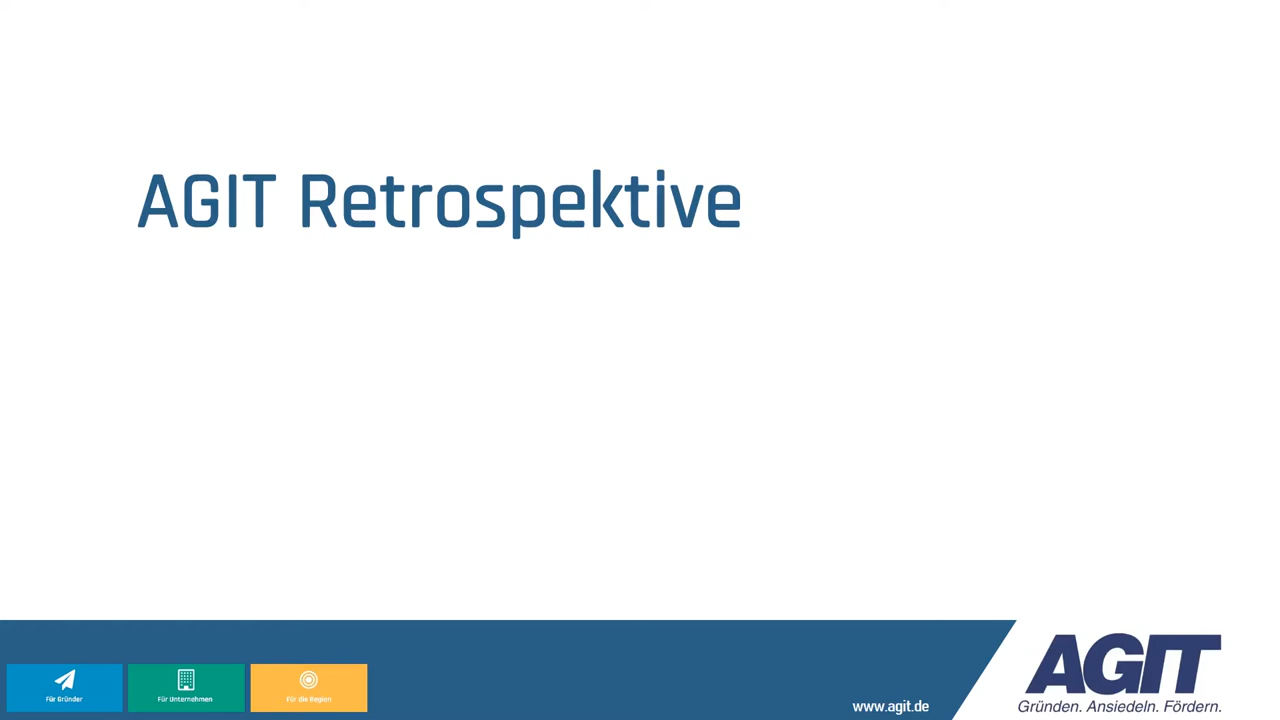 AGIT Retrospektive
Für Gründer
Für Unternehmen
Für die Region
www.agit.de
AGIT
Gründen. Ansiedeln. Fördern.